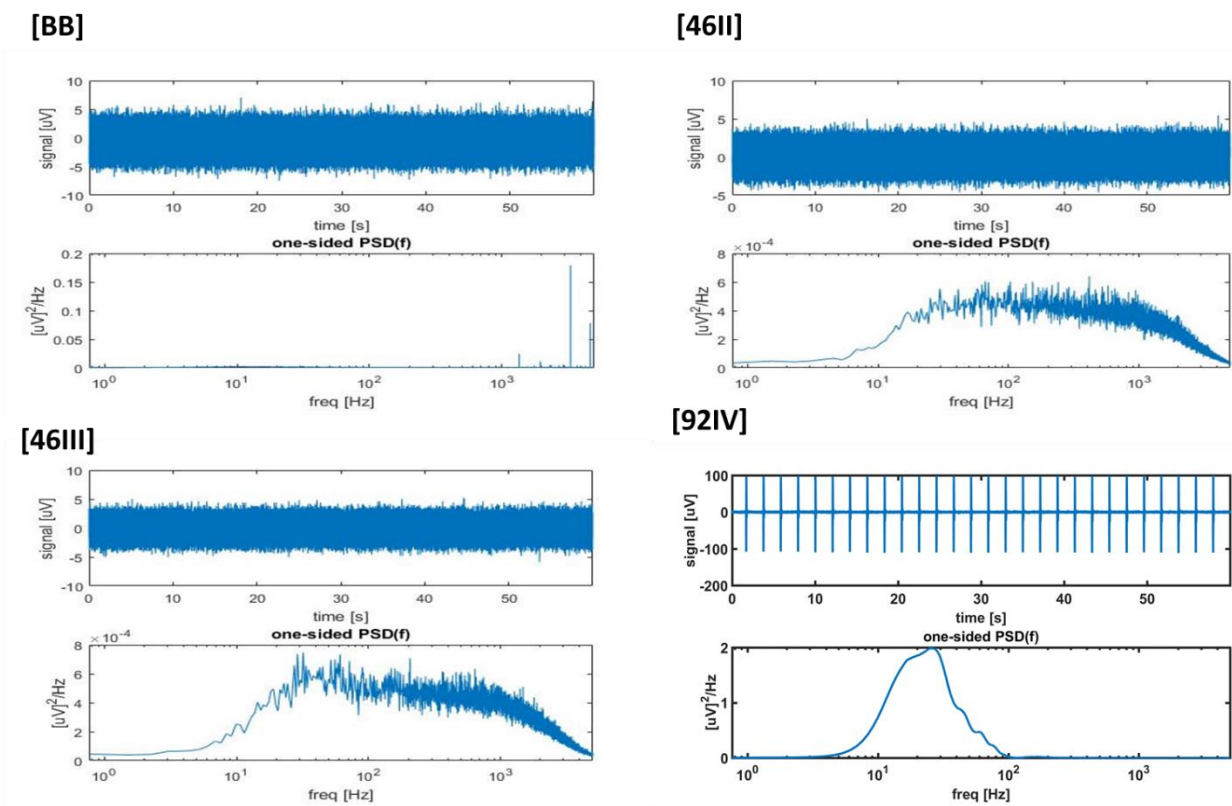 [BB]
10
5
0
-5
-10
signal [uV]
0 10 20 30 40 50
time [s]
one-sided PSD(f)
0.2
0.15
0.1
0.05
0
[uV]²/Hz
10⁰ 10¹ 10² 10³
freq [Hz]
[46II]
10
5
0
-5
signal [uV]
0 10 20 30 40 50
time [s]
one-sided PSD(f)
×10⁻⁴
8
6
4
2
0
[uV]²/Hz
10⁰ 10¹ 10² 10³
freq [Hz]
[46III]
10
5
0
-5
-10
signal [uV]
0 10 20 30 40 50
time [s]
one-sided PSD(f)
×10⁻⁴
8
6
4
2
0
[uV]²/Hz
10⁰ 10¹ 10² 10³
freq [Hz]
[92IV]
100
0
-100
-200
signal [uV]
0 10 20 30 40 50
time [s]
one-sided PSD(f)
2
1
0
[uV]²/Hz
10⁰ 10¹ 10² 10³
freq [Hz]